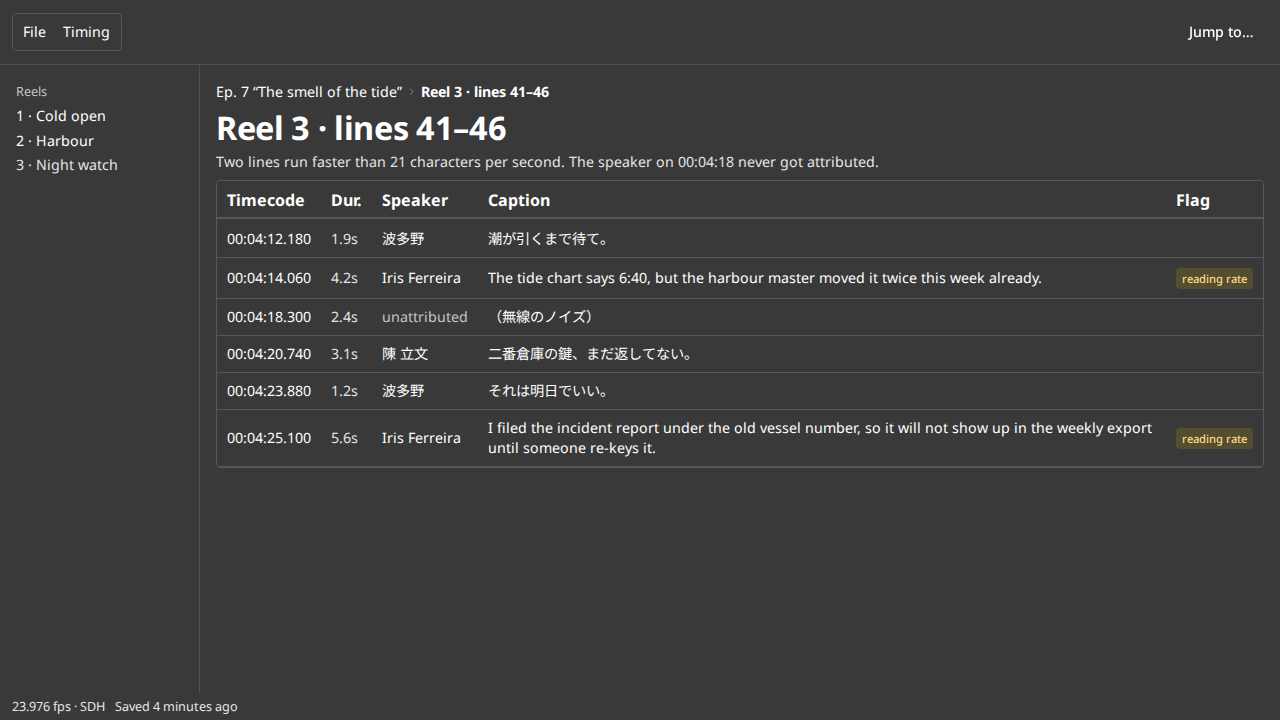 File Timing Jump to...
Reels
1 · Cold open
2 · Harbour
3 · Night watch
Ep. 7 “The smell of the tide” › Reel 3 · lines 41–46
Reel 3 · lines 41–46
Two lines run faster than 21 characters per second. The speaker on 00:04:18 never got attributed.
Timecode Dur. Speaker Caption Flag
00:04:12.180 1.9s 波多野 潮が引くまで待て。
00:04:14.060 4.2s Iris Ferreira The tide chart says 6:40, but the harbour master moved it twice this week already. reading rate
00:04:18.300 2.4s unattributed （無線のノイズ）
00:04:20.740 3.1s 陳 立文 二番倉庫の鍵、まだ返してない。
00:04:23.880 1.2s 波多野 それは明日でいい。
00:04:25.100 5.6s Iris Ferreira I filed the incident report under the old vessel number, so it will not show up in the weekly export
until someone re-keys it. reading rate
23.976 fps · SDH Saved 4 minutes ago